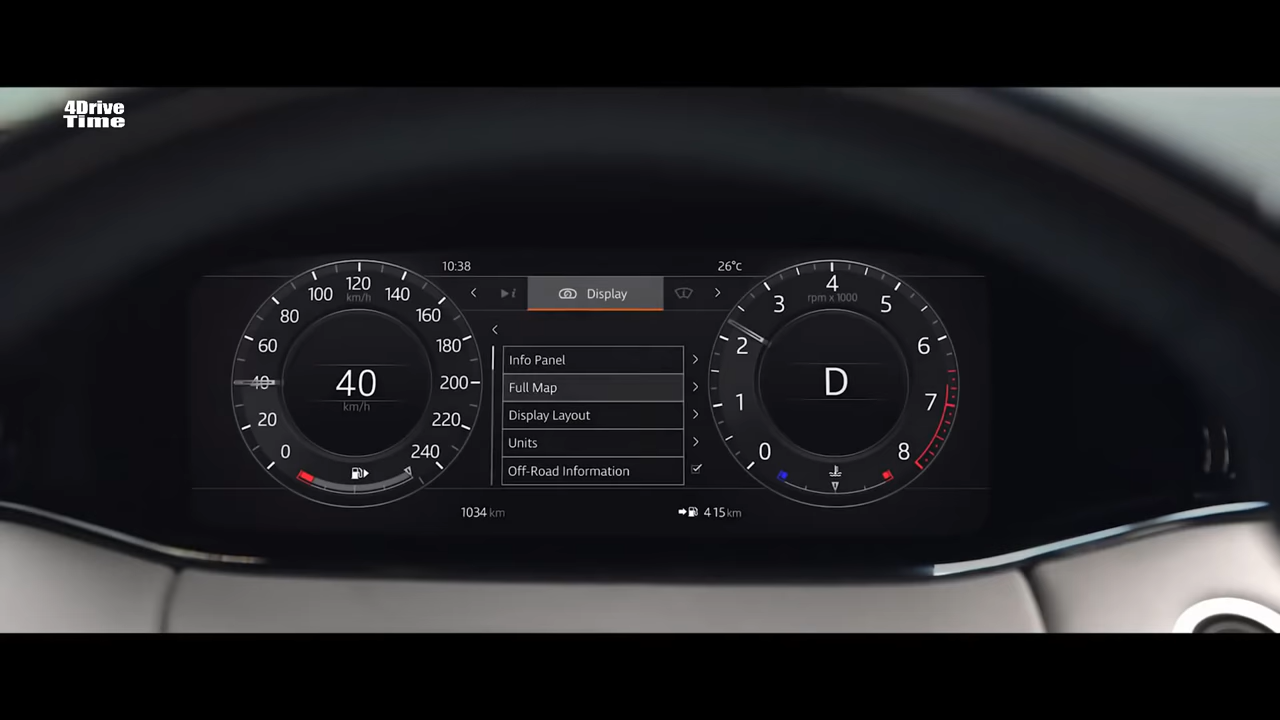 4Drive
Time
10:38
26°c
Display
Info Panel
Full Map
Display Layout
Units
Off-Road Information
0
20
40
60
80
100
120
140
160
180
200
220
240
km/h
40
km/h
0
1
2
3
4
5
6
7
8
rpm x 1000
D
1034 km
415 km